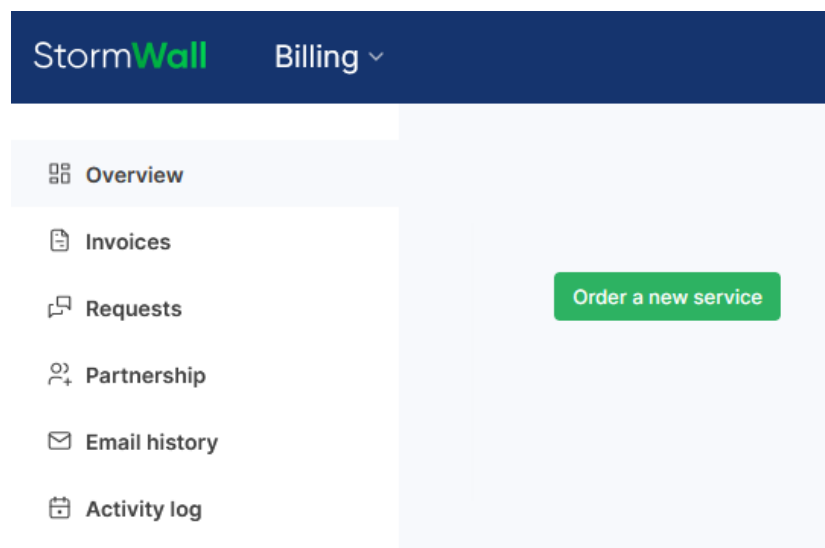 StormWall
Billing
Overview
Invoices
Requests
Partnership
Email history
Activity log
Order a new service